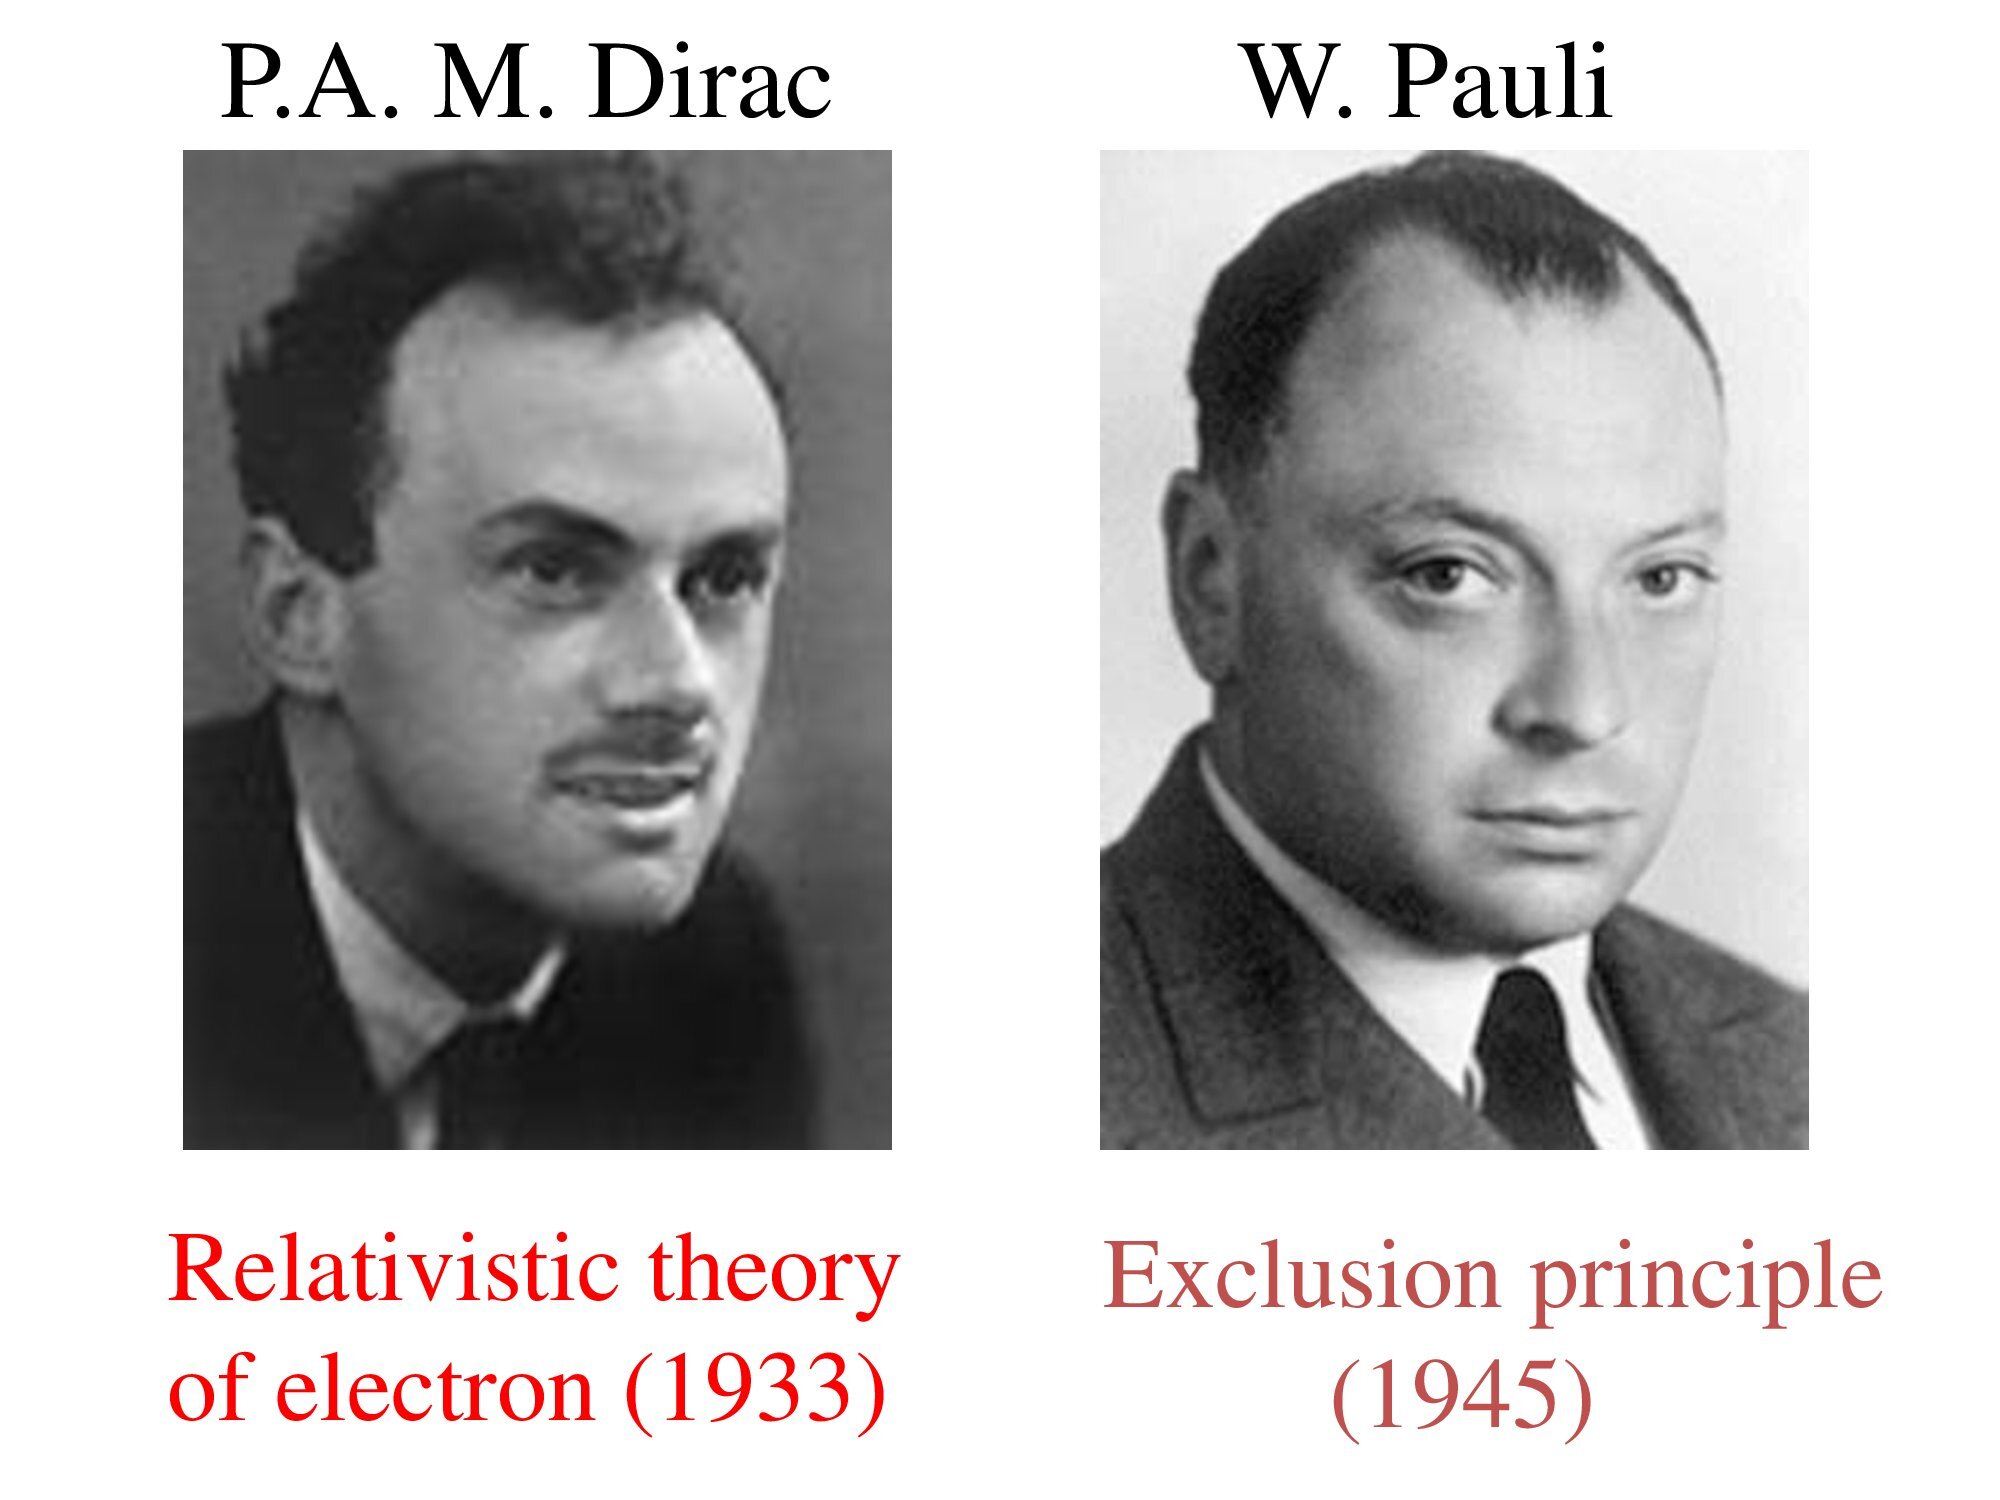 P.A. M. Dirac
W. Pauli
Relativistic theory
of electron (1933)
Exclusion principle
(1945)